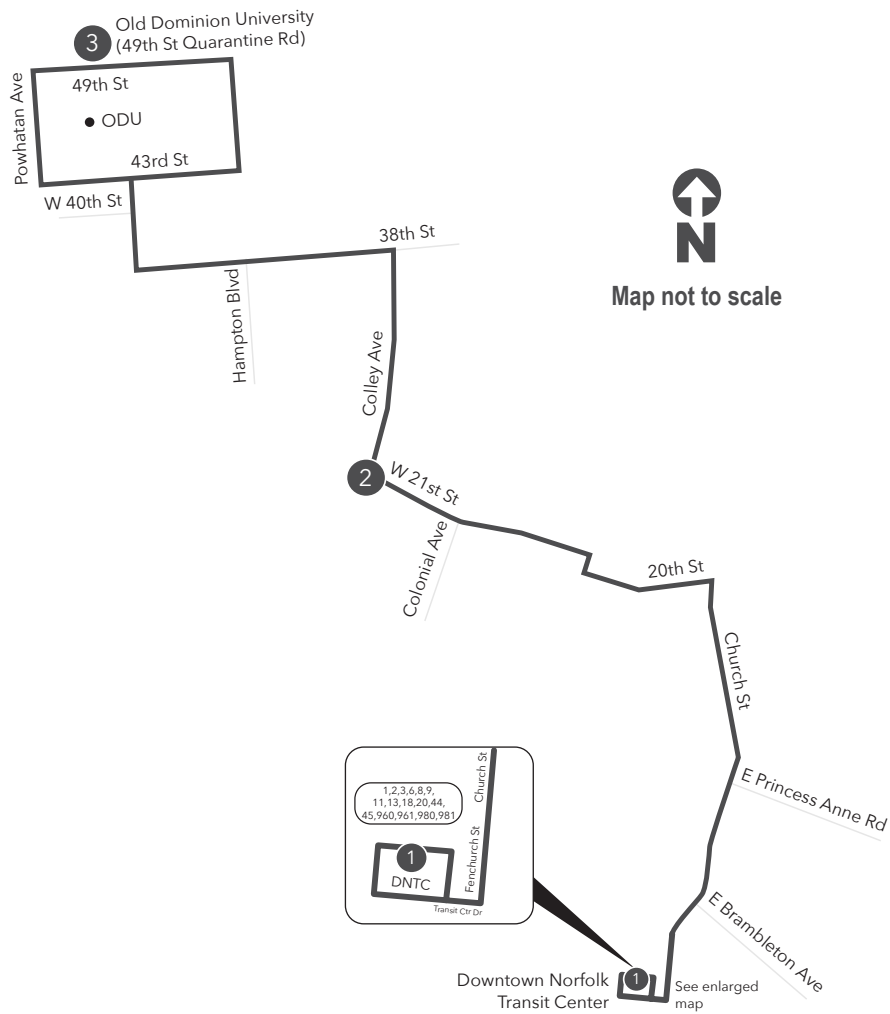 3
Old Dominion University
(49th St Quarantine Rd)
Powhatan Ave
49th St
ODU
43rd St
W 40th St
38th St
Hampton Blvd
N
Map not to scale
Colley Ave
2
W 21st St
Colonial Ave
20th St
Church St
E Princess Anne Rd
E Brambleton Ave
1,2,3,6,8,9,
11,13,18,20,44,
45,960,961,980,981
Church St
Fenchurch St
1
DNTC
Transit Ctr Dr
Downtown Norfolk
Transit Center
1
See enlarged
map